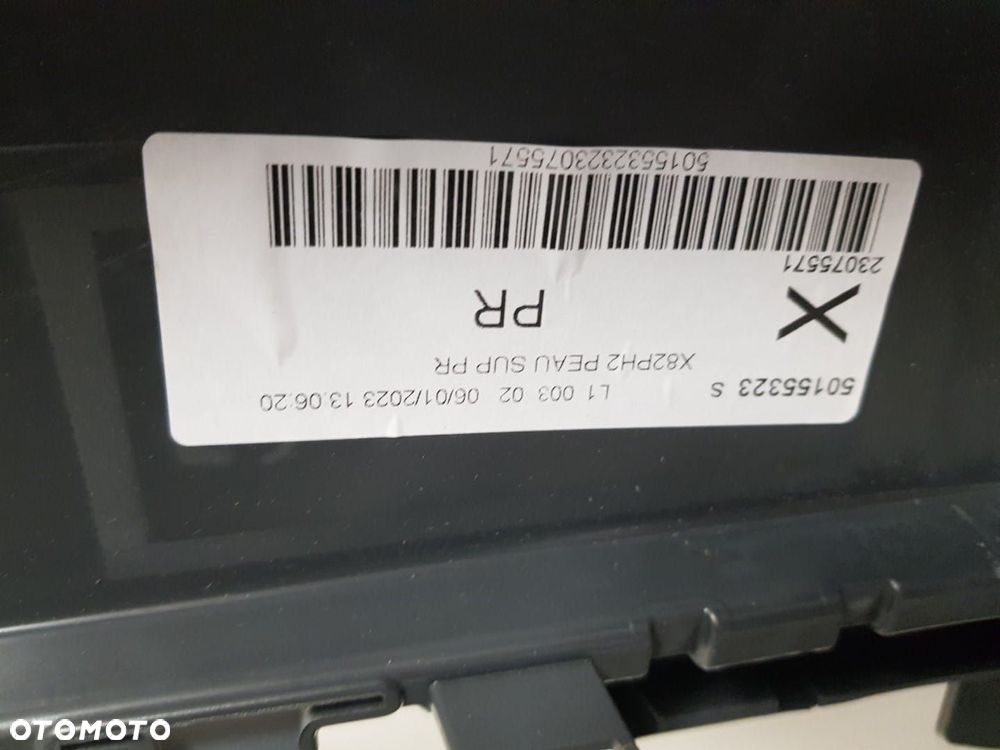 50155323 S L1 003 02 06/01/2023 13:06:20
X82PH2 PEAU SUP PR
X PR
23075571
5015532323075571
OTOMOTO